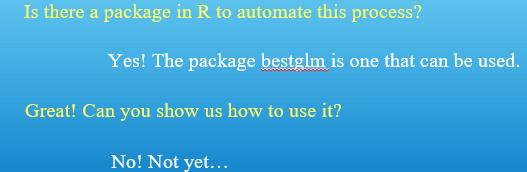 Is there a package in R to automate this process?
Yes! The package bestglm is one that can be used.
Great! Can you show us how to use it?
No! Not yet…